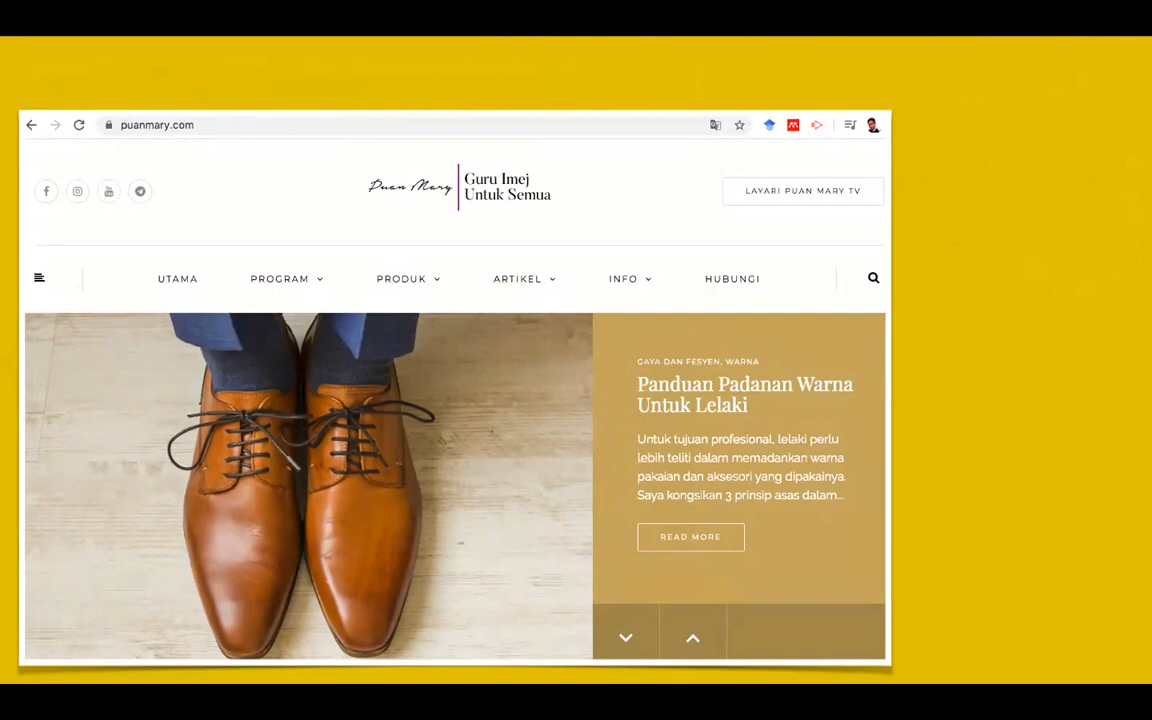 puanmary.com
Puan Mary
Guru Imej
Untuk Semua
LAYARI PUAN MARY TV
UTAMA
PROGRAM
PRODUK
ARTIKEL
INFO
HUBUNGI
GAYA DAN FESYEN, WARNA
Panduan Padanan Warna
Untuk Lelaki
Untuk tujuan profesional, lelaki perlu
lebih teliti dalam memadankan warna
pakaian dan aksesori yang dipakainya.
Saya kongsikan 3 prinsip asas dalam...
READ MORE